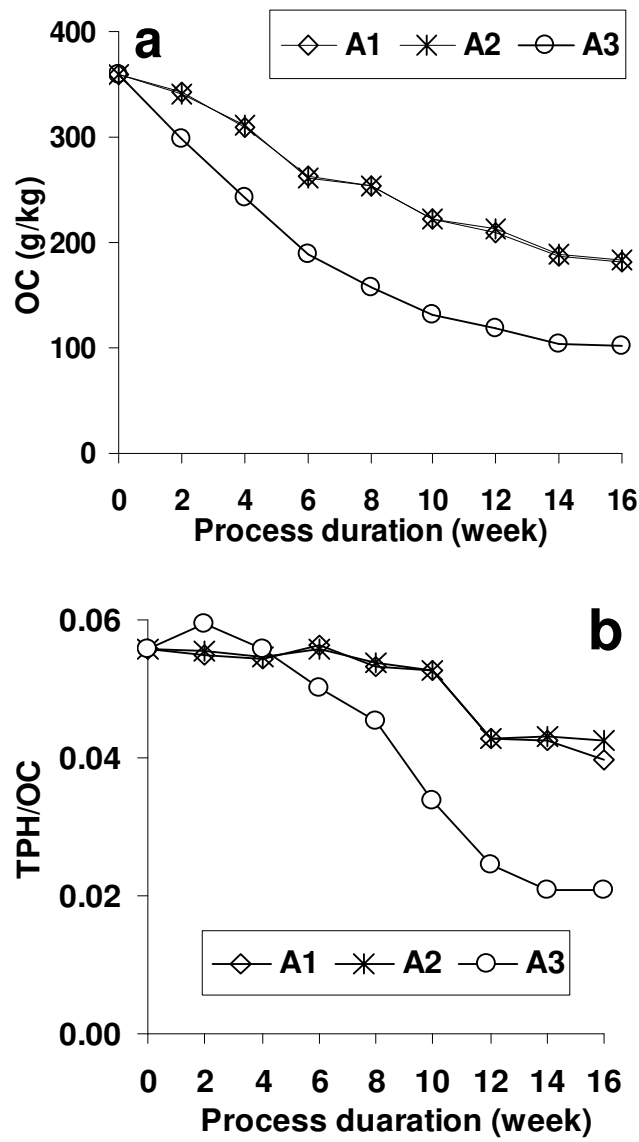 a
A1 A2 A3
400
300
200
100
0
OC (g/kg)
0 2 4 6 8 10 12 14 16
Process duration (week)
b
0.06
0.04
0.02
0.00
TPH/OC
A1 A2 A3
0 2 4 6 8 10 12 14 16
Process duaration (week)